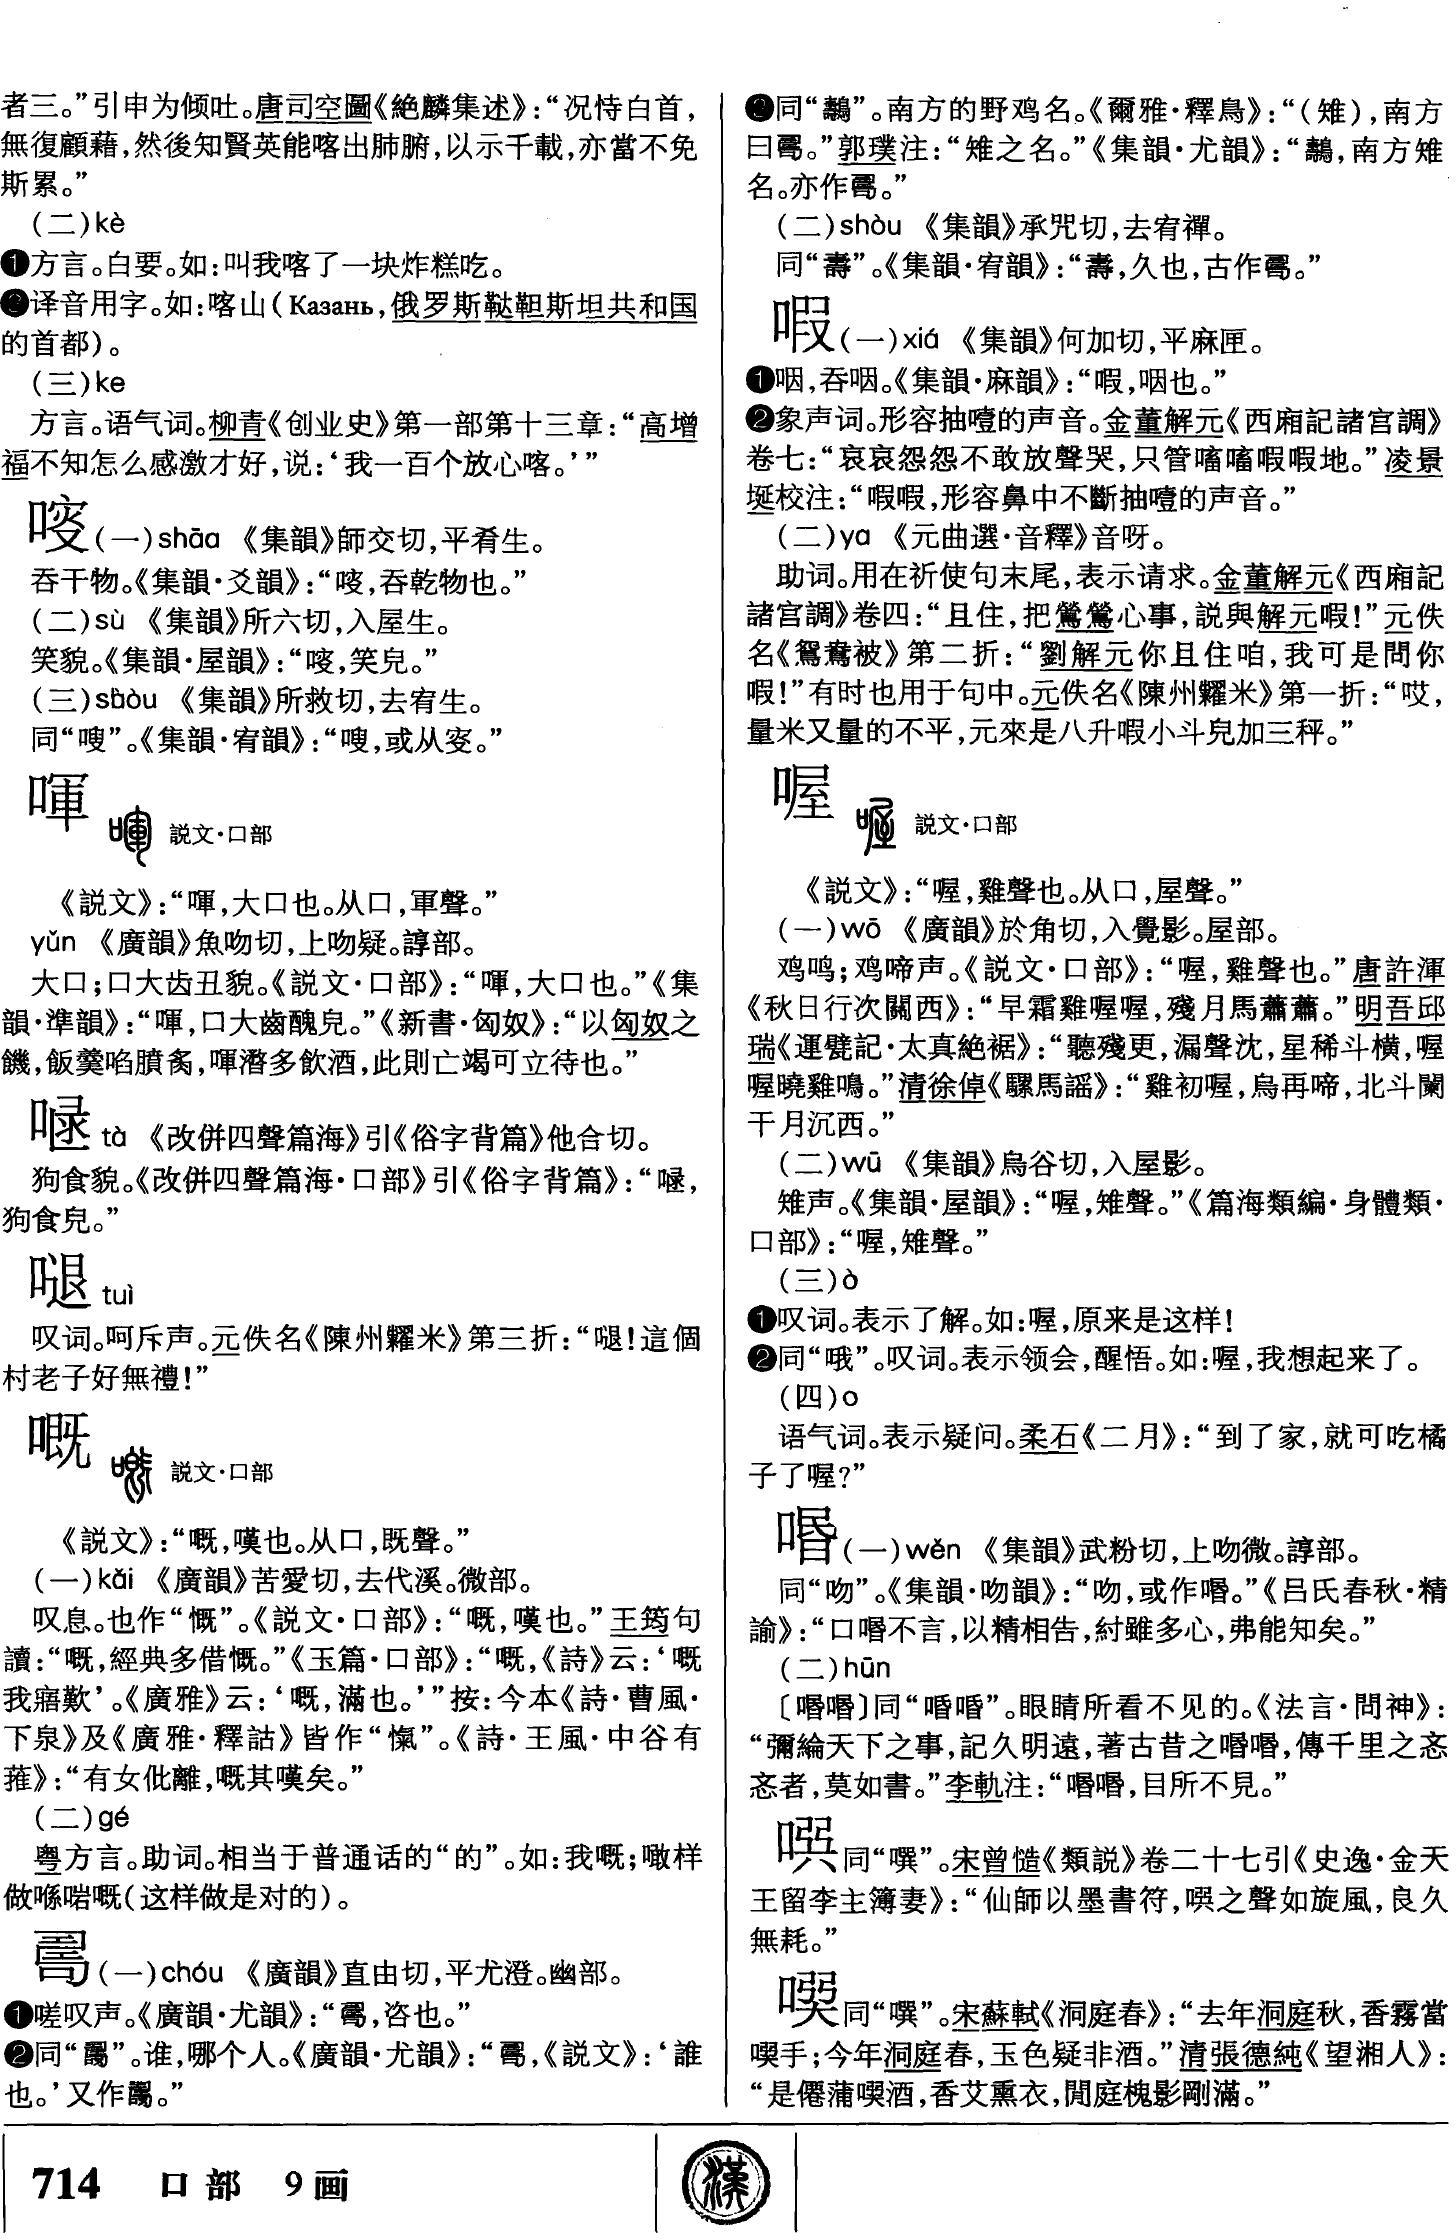 者三。”引申为倾吐。唐司空圖《絶麟集述》：“况恃白首，
無復顧藉，然後知賢英能喀出肺腑，以示千載，亦當不免
斯累。”
（二）kè
❶方言。白要。如：叫我喀了一块炸糕吃。
❷译音用字。如：喀山（Казань，俄罗斯鞑靼斯坦共和国
的首都）。
（三）ke
方言。语气词。柳青《创业史》第一部第十三章：“高增
福不知怎么感激才好，说：‘我一百个放心喀。’”
㖩（一）shāo 《集韻》師交切，平肴生。
吞干物。《集韻·爻韻》：“，吞乾物也。”
（二）sù 《集韻》所六切，入屋生。
笑貌。《集韻·屋韻》：“，笑皃。”
（三）shòu 《集韻》所救切，去宥生。
同“嗖”。《集韻·宥韻》：“嗖，或从叜。”
喗 説文·口部
《説文》：“喗，大口也。从口，軍聲。”
yǔn 《廣韻》魚吻切，上吻疑。諄部。
大口；口大齿丑貌。《説文·口部》：“喗，大口也。”《集
韻·準韻》：“喗，口大齒醜皃。”《新書·匈奴》：“以匈奴之
饑，飯羹啗膹炙，喗㵒多飲酒，此則亡竭可立待也。”
tà 《改併四聲篇海》引《俗字背篇》他合切。
狗食貌。《改併四聲篇海·口部》引《俗字背篇》：“，
狗食皃。”
㗔 tuì
叹词。呵斥声。元佚名《陳州糶米》第三折：“㗔！這個
村老子好無禮！”
嘅 説文·口部
《説文》：“嘅，嘆也。从口，既聲。”
（一）kǎi 《廣韻》苦愛切，去代溪。微部。
叹息。也作“慨”。《説文·口部》：“嘅，嘆也。”王筠句
讀：“嘅，經典多借慨。”《玉篇·口部》：“嘅，《詩》云：‘嘅
我寤歎’。《廣雅》云：‘嘅，滿也。’”按：今本《詩·曹風·
下泉》及《廣雅·釋詁》皆作“愾”。《詩·王風·中谷有
蓷》：“有女仳離，嘅其嘆矣。”
（二）gé
粤方言。助词。相当于普通话的“的”。如：我嘅；噉样
做喺啱嘅（这样做是对的）。
（一）chóu 《廣韻》直由切，平尤澄。幽部。
❶嗟叹声。《廣韻·尤韻》：“，咨也。”
❷同“”。谁，哪个人。《廣韻·尤韻》：“，《説文》：‘誰
也。’又作。”
❸同“”。南方的野鸡名。《爾雅·釋鳥》：“（雉），南方
曰。”郭璞注：“雉之名。”《集韻·尤韻》：“，南方雉
名。亦作。”
（二）shòu 《集韻》承咒切，去宥禪。
同“壽”。《集韻·宥韻》：“壽，久也，古作。”
㗇（一）xiá 《集韻》何加切，平麻匣。
❶咽，吞咽。《集韻·麻韻》：“㗇，咽也。”
❷象声词。形容抽噎的声音。金董解元《西廂記諸宫調》
卷七：“哀哀怨怨不敢放聲哭，只管嗋嗋㗇㗇地。”凌景
埏校注：“㗇㗇，形容鼻中不斷抽噎的声音。”
（二）ya 《元曲選·音釋》音呀。
助词。用在祈使句末尾，表示请求。金董解元《西廂記
諸宫調》卷四：“且住，把鶯鶯心事，説與解元㗇！”元佚
名《鴛鴦被》第二折：“劉解元你且住咱，我可是問你
㗇！”有时也用于句中。元佚名《陳州糶米》第一折：“哎，
量米又量的不平，元來是八升㗇小斗兒加三秤。”
喔 説文·口部
《説文》：“喔，雞聲也。从口，屋聲。”
（一）wō 《廣韻》於角切，入覺影。屋部。
鸡鸣；鸡啼声。《説文·口部》：“喔，雞聲也。”唐許渾
《秋日行次關西》：“早霜雞喔喔，殘月馬蕭蕭。”明吾邱
瑞《運甓記·太真絶裾》：“聽殘更，漏聲沈，星稀斗横，喔
喔曉雞鳴。”清徐倬《騾馬謡》：“雞初喔，烏再啼，北斗闌
干月沉西。”
（二）wū 《集韻》烏谷切，入屋影。
雉声。《集韻·屋韻》：“喔，雉聲。”《篇海類編·身體類·
口部》：“喔，雉聲。”
（三）ò
❶叹词。表示了解。如：喔，原来是这样！
❷同“哦”。叹词。表示领会，醒悟。如：喔，我想起来了。
（四）o
语气词。表示疑问。柔石《二月》：“到了家，就可吃橘
子了喔？”
㖧（一）wěn 《集韻》武粉切，上吻微。諄部。
同“吻”。《集韻·吻韻》：“吻，或作㖧。”《吕氏春秋·精
諭》：“口㖧不言，以精相告，紂雖多心，弗能知矣。”
（二）hūn
〔㖧㖧〕同“惛惛”。眼睛所看不见的。《法言·問神》：
“彌綸天下之事，記久明遠，著古昔之㖧㖧，傳千里之忞
忞者，莫如書。”李軌注：“㖧㖧，目所不見。”
同“噀”。宋曾慥《類説》卷二十七引《史逸·金天
王留李主簿妻》：“仙師以墨書符，之聲如旋風，良久
無耗。”
㗕同“噀”。宋蘇軾《洞庭春》：“去年洞庭秋，香霧當
㗕手；今年洞庭春，玉色疑非酒。”清張德純《望湘人》：
“是僊蒲㗕酒，香艾熏衣，閒庭槐影剛滿。”
714 口部 9画
漢